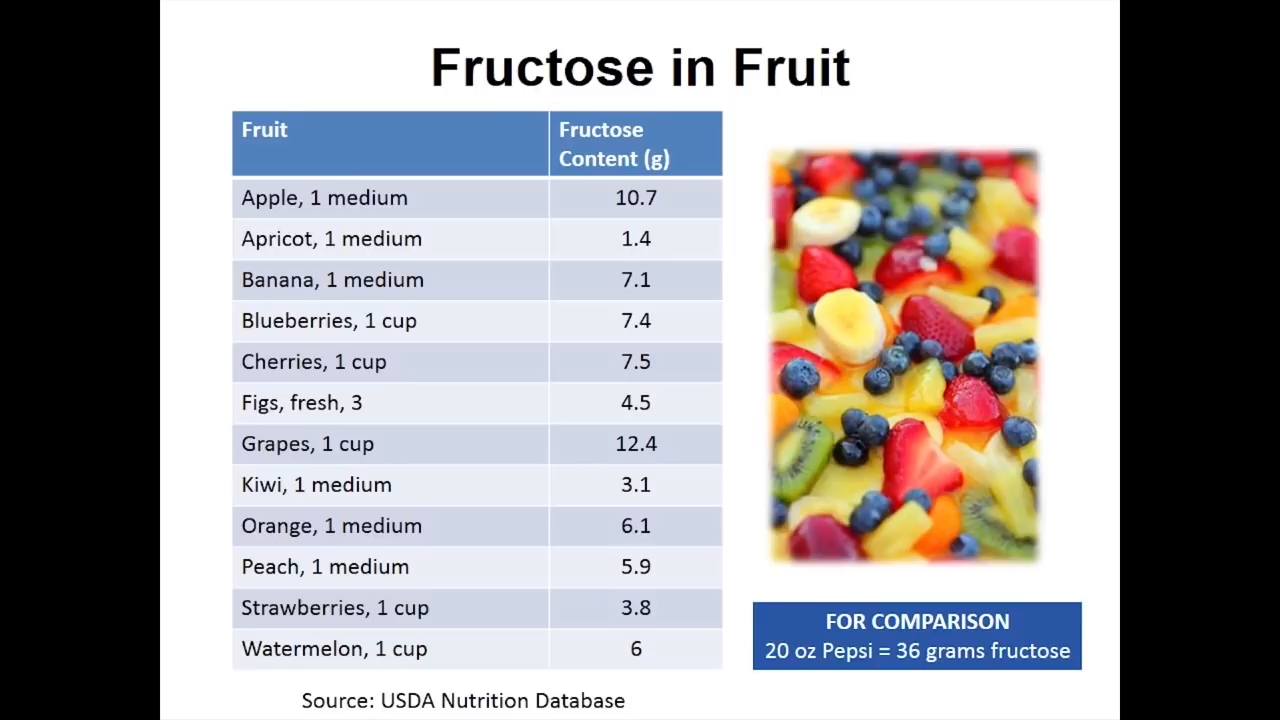 Fructose in Fruit
Fruit Fructose
Content (g)
Apple, 1 medium 10.7
Apricot, 1 medium 1.4
Banana, 1 medium 7.1
Blueberries, 1 cup 7.4
Cherries, 1 cup 7.5
Figs, fresh, 3 4.5
Grapes, 1 cup 12.4
Kiwi, 1 medium 3.1
Orange, 1 medium 6.1
Peach, 1 medium 5.9
Strawberries, 1 cup 3.8
Watermelon, 1 cup 6
FOR COMPARISON
20 oz Pepsi = 36 grams fructose
Source: USDA Nutrition Database